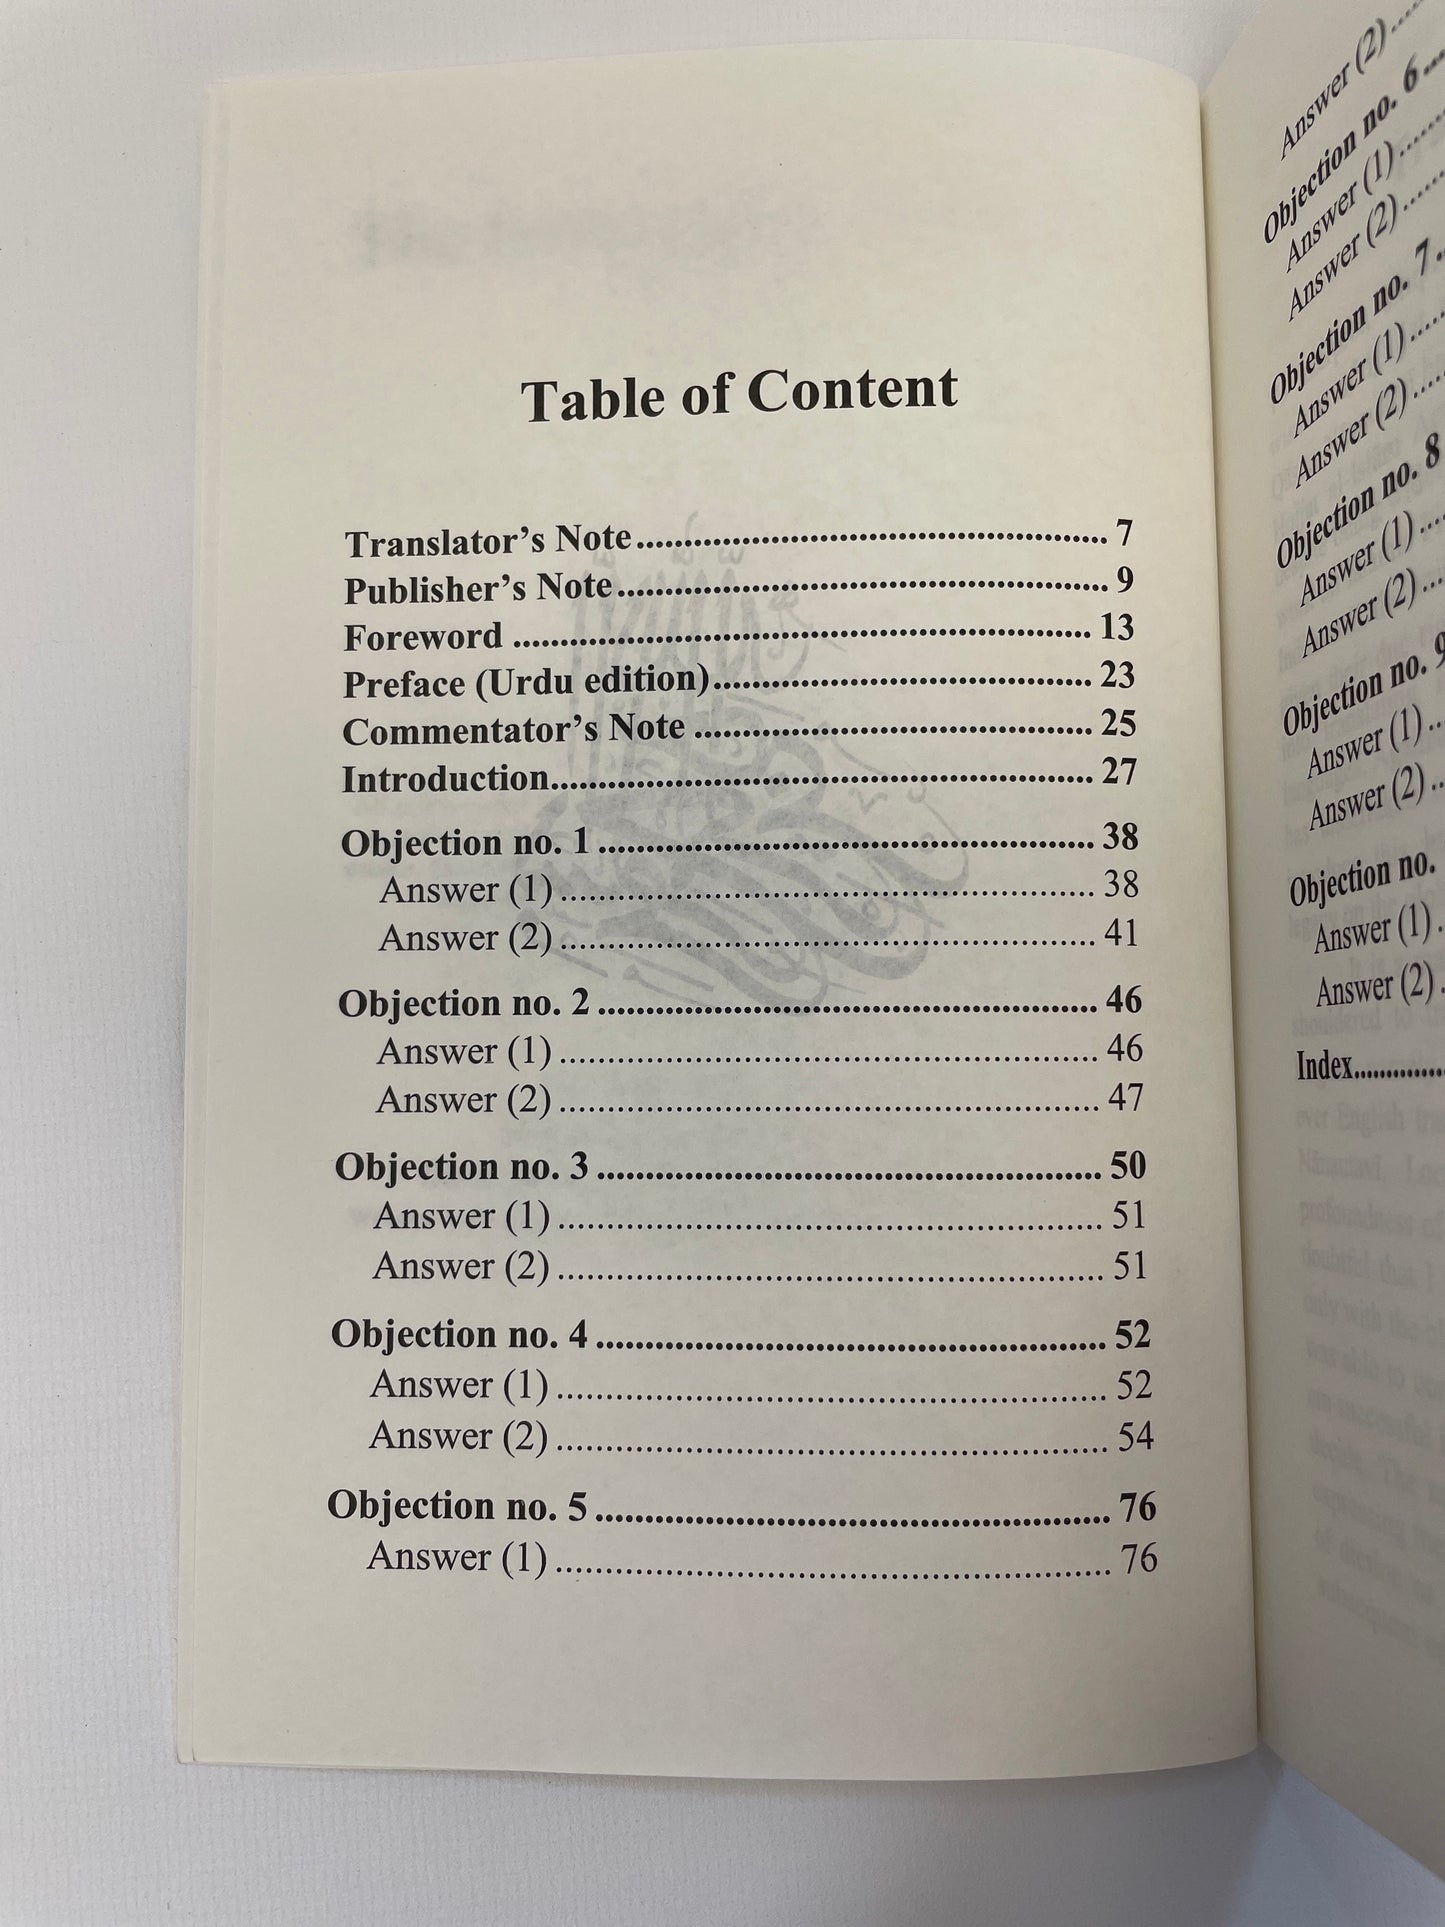 Table of Content
Translator's Note........................................................ 7
Publisher's Note.......................................................... 9
Foreword .................................................................... 13
Preface (Urdu edition)............................................. 23
Commentator's Note ............................................... 25
Introduction................................................................ 27
Objection no. 1 .......................................................... 38
Answer (1) ............................................................... 38
Answer (2) ............................................................... 41
Objection no. 2 .......................................................... 46
Answer (1) ............................................................... 46
Answer (2) ............................................................... 47
Objection no. 3 .......................................................... 50
Answer (1) ............................................................... 51
Answer (2) ............................................................... 51
Objection no. 4 .......................................................... 52
Answer (1) ............................................................... 52
Answer (2) ............................................................... 54
Objection no. 5 .......................................................... 76
Answer (1) ............................................................... 76
Answer (2)......
Objection no. 6....
Answer (1)......
Answer (2)......
Objection no. 7..
Answer (1)......
Answer (2)......
Objection no. 8
Answer (1)....
Answer (2)....
Objection no. 9
Answer (1)..
Answer (2)..
Objection no.
Answer (1).
Answer (2).
Index..............